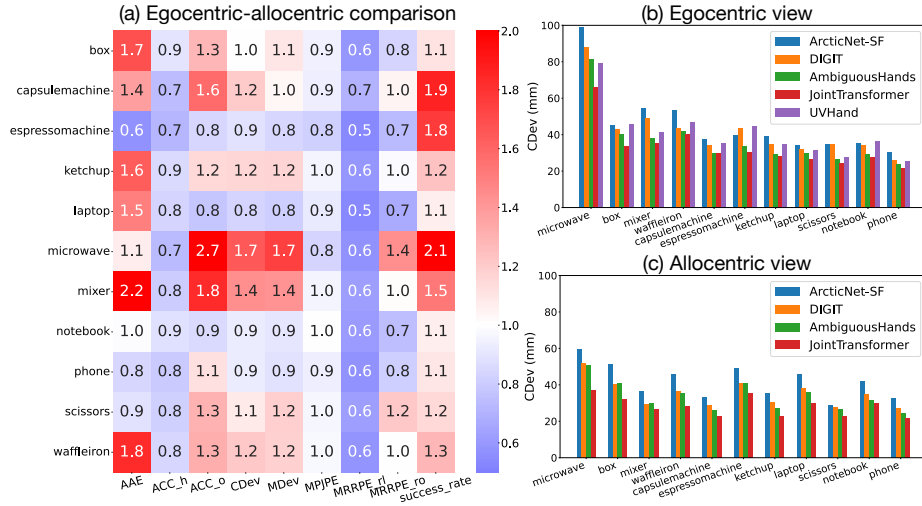 (a) Egocentric-allocentric comparison
box 1.7 0.9 1.3 1.0 1.1 0.9 0.6 0.8 1.1
capsulemachine 1.4 0.7 1.6 1.2 1.0 0.9 0.7 1.0 1.9
espressomachine 0.6 0.7 0.8 0.9 0.8 0.8 0.5 0.7 1.8
ketchup 1.6 0.9 1.2 1.2 1.2 1.0 0.6 1.0 1.2
laptop 1.5 0.8 0.8 0.8 0.8 0.9 0.5 0.7 1.1
microwave 1.1 0.7 2.7 1.7 1.7 0.8 0.6 1.4 2.1
mixer 2.2 0.8 1.8 1.4 1.4 1.0 0.6 1.0 1.5
notebook 1.0 0.9 0.9 0.9 0.9 1.0 0.6 0.7 1.1
phone 0.8 0.8 1.1 0.9 0.9 0.9 0.6 0.8 1.1
scissors 0.9 0.8 1.3 1.1 1.2 1.0 0.6 1.2 1.2
waffleiron 1.8 0.8 1.3 1.2 1.2 1.0 0.6 1.0 1.3
AAE ACC_h ACC_o CDev MDev MPJPE MRRPE_rl MRRPE_ro success_rate
2.0
1.8
1.6
1.4
1.2
1.0
0.8
0.6
(b) Egocentric view
CDev (mm)
100
80
60
40
20
0
ArcticNet-SF
DIGIT
AmbiguousHands
JointTransformer
UVHand
microwave box mixer waffleiron capsulemachine espressomachine ketchup laptop scissors notebook phone
(c) Allocentric view
CDev (mm)
100
80
60
40
20
0
ArcticNet-SF
DIGIT
AmbiguousHands
JointTransformer
microwave box mixer waffleiron capsulemachine espressomachine ketchup laptop scissors notebook phone